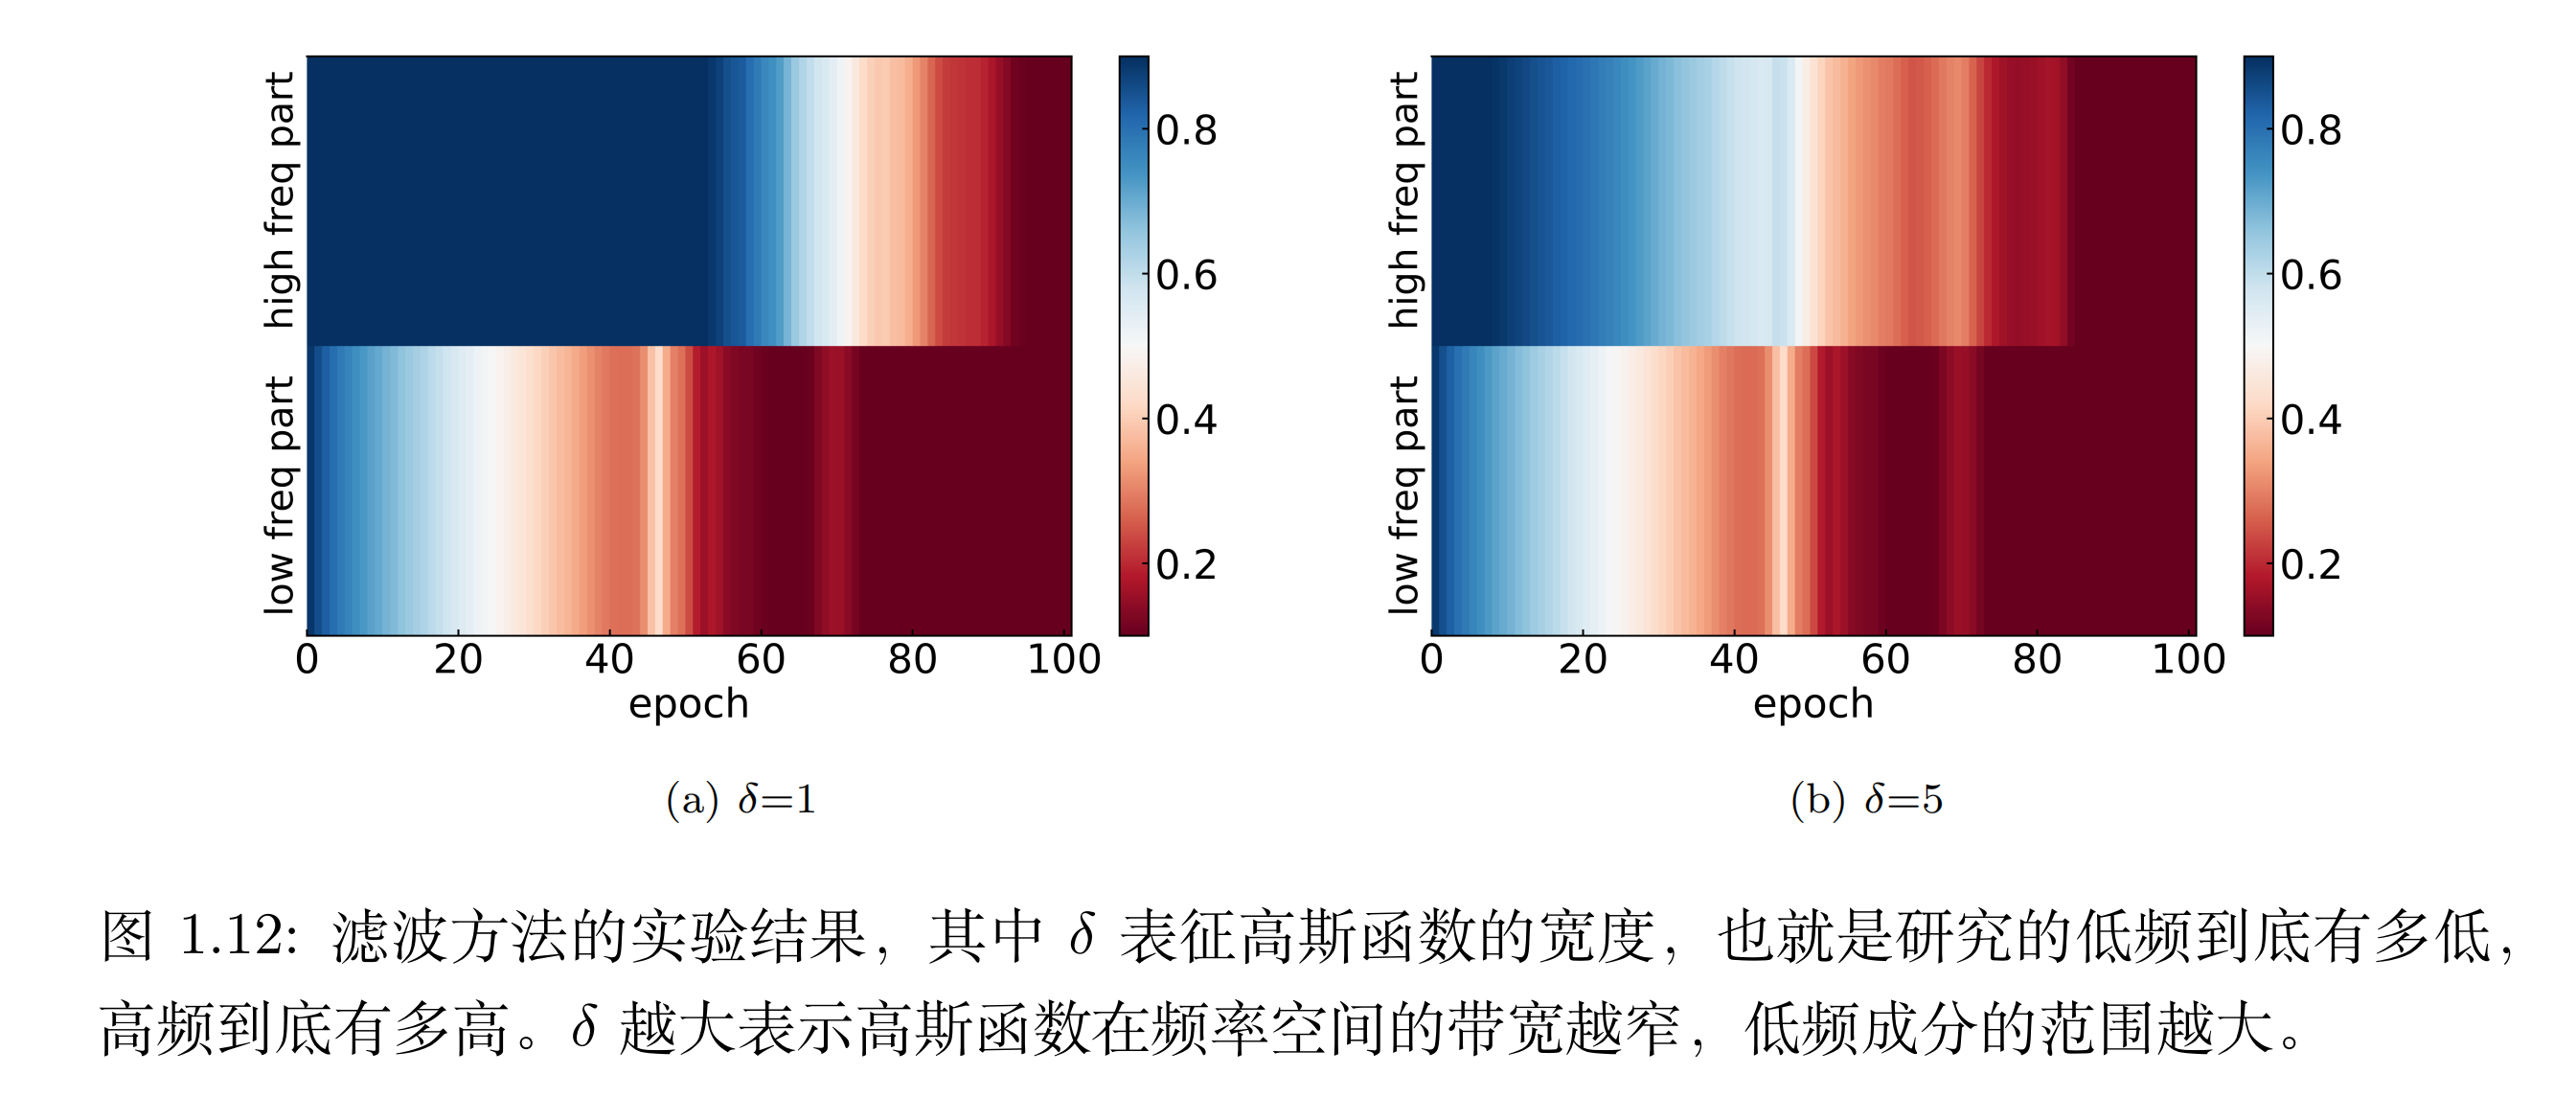 high freq part
low freq part
0 20 40 60 80 100
epoch
0.8
0.6
0.4
0.2
(a) δ=1
high freq part
low freq part
0 20 40 60 80 100
epoch
0.8
0.6
0.4
0.2
(b) δ=5
图 1.12: 滤波方法的实验结果，其中 δ 表征高斯函数的宽度，也就是研究的低频到底有多低，
高频到底有多高。δ 越大表示高斯函数在频率空间的带宽越窄，低频成分的范围越大。